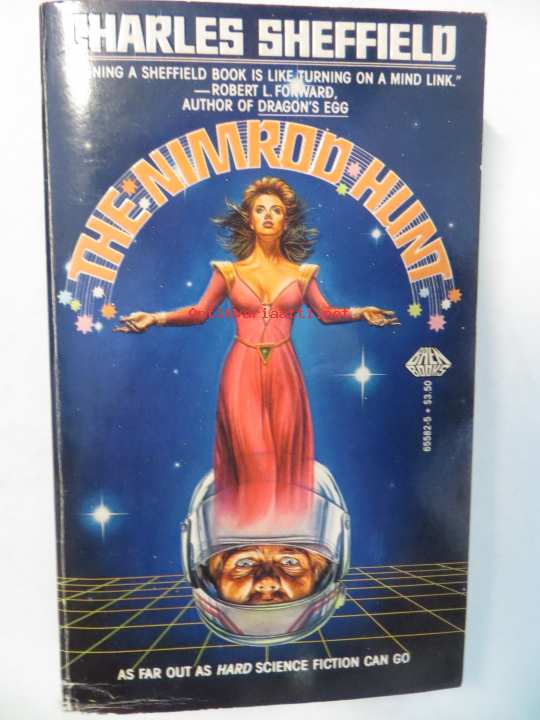 CHARLES SHEFFIELD
NING A SHEFFIELD BOOK IS LIKE TURNING ON A MIND LINK."
—ROBERT L. FORWARD,
AUTHOR OF DRAGON'S EGG
THE NIMROD HUNT
BAEN
BOOKS
65582-5 • $3.50
AS FAR OUT AS HARD SCIENCE FICTION CAN GO